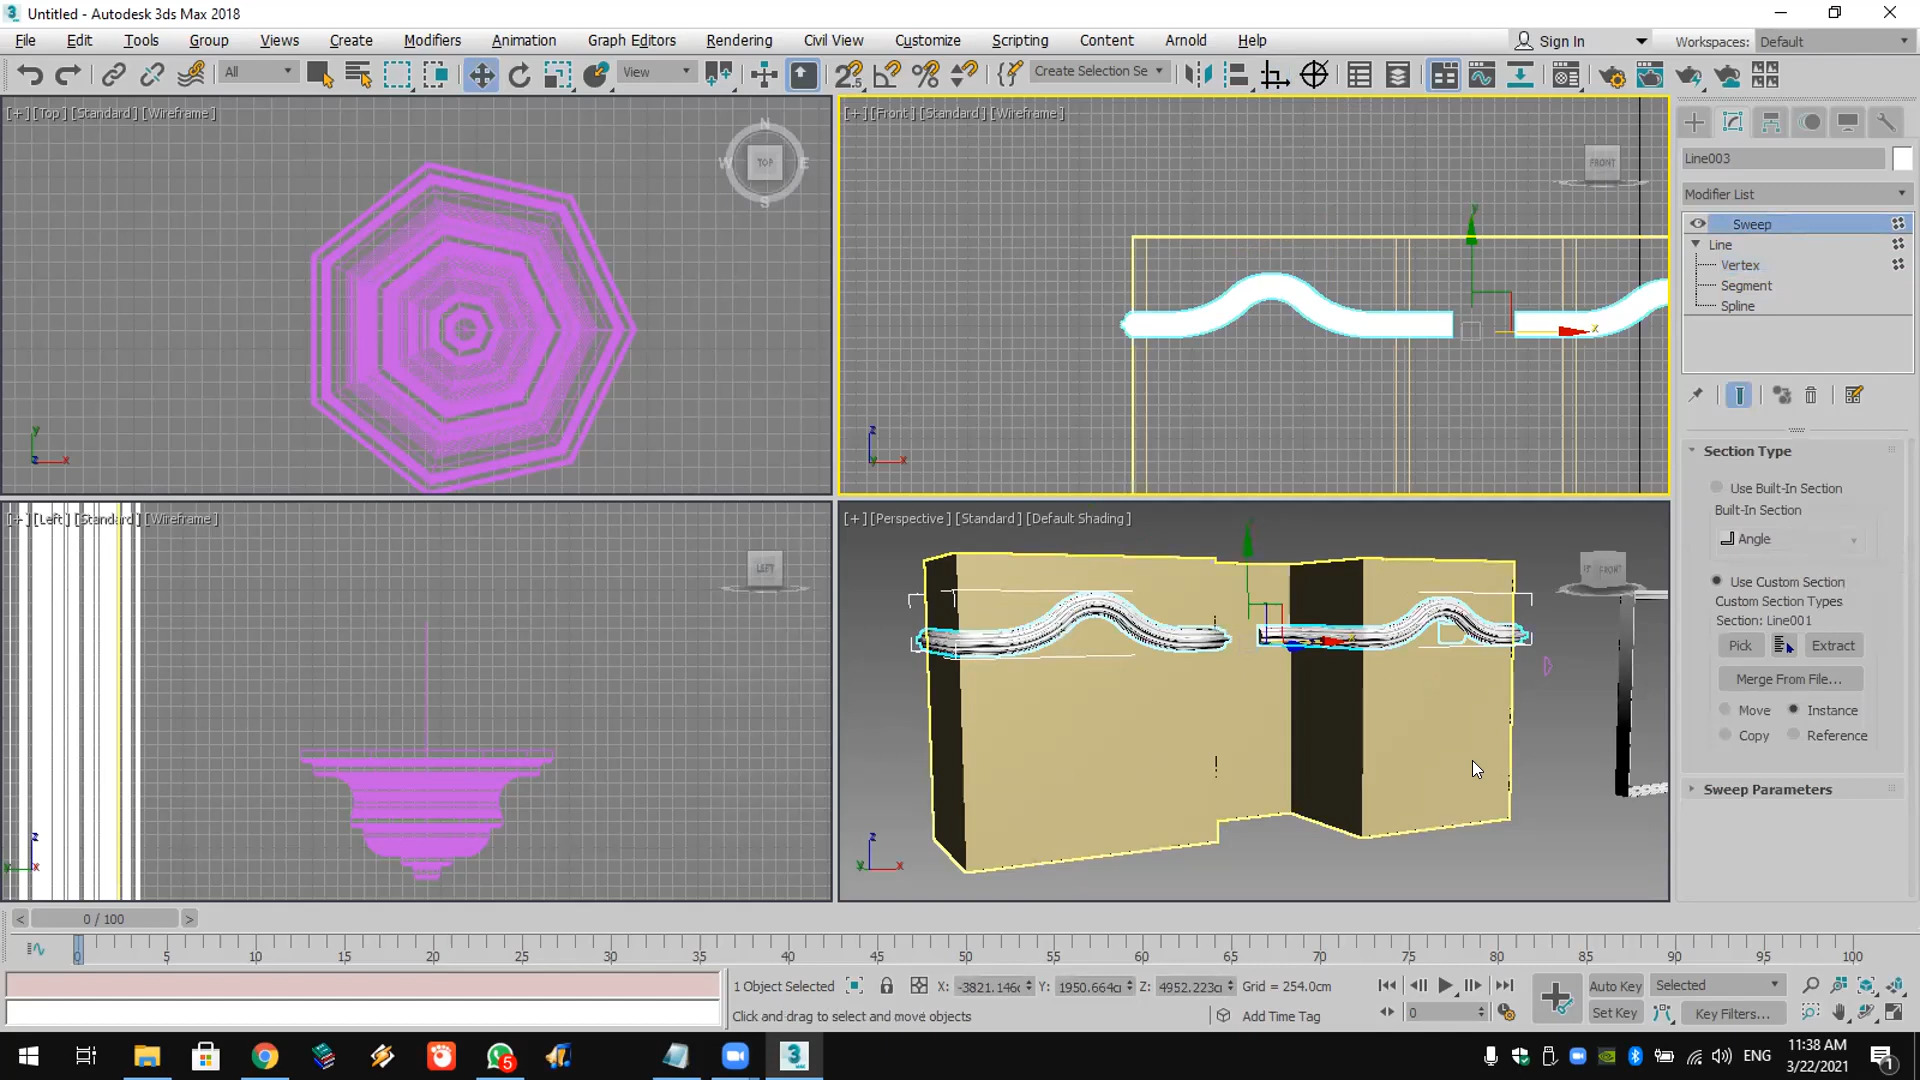 Untitled - Autodesk 3ds Max 2018
File Edit Tools Group Views Create Modifiers Animation Graph Editors Rendering Civil View Customize Scripting Content Arnold Help Sign In Workspaces: Default
All View 2.5 Create Selection Se
[+] [Top] [Standard] [Wireframe]
N
W TOP E
S
y
z x
[+] [Front] [Standard] [Wireframe]
FRONT
y
x
z
y x
[+] [Left] [Standard] [Wireframe]
LEFT
z
y x
[+] [Perspective] [Standard] [Default Shading]
FRONT
x
z
y x
Line003
Modifier List
Sweep
Line
Vertex
Segment
Spline
Section Type
Use Built-In Section
Built-In Section
Angle
Use Custom Section
Custom Section Types
Section: Line001
Pick Extract
Merge From File...
Move Instance
Copy Reference
Sweep Parameters
< 0 / 100 >
0 5 10 15 20 25 30 35 40 45 50 55 60 65 70 75 80 85 90 95 100
1 Object Selected X: -3821.146c Y: 1950.664c Z: 4952.223c Grid = 254.0cm Auto Key Selected
Click and drag to select and move objects Add Time Tag 0 Set Key Key Filters...
5 3 MAX ENG 11:38 AM
3/22/2021 1